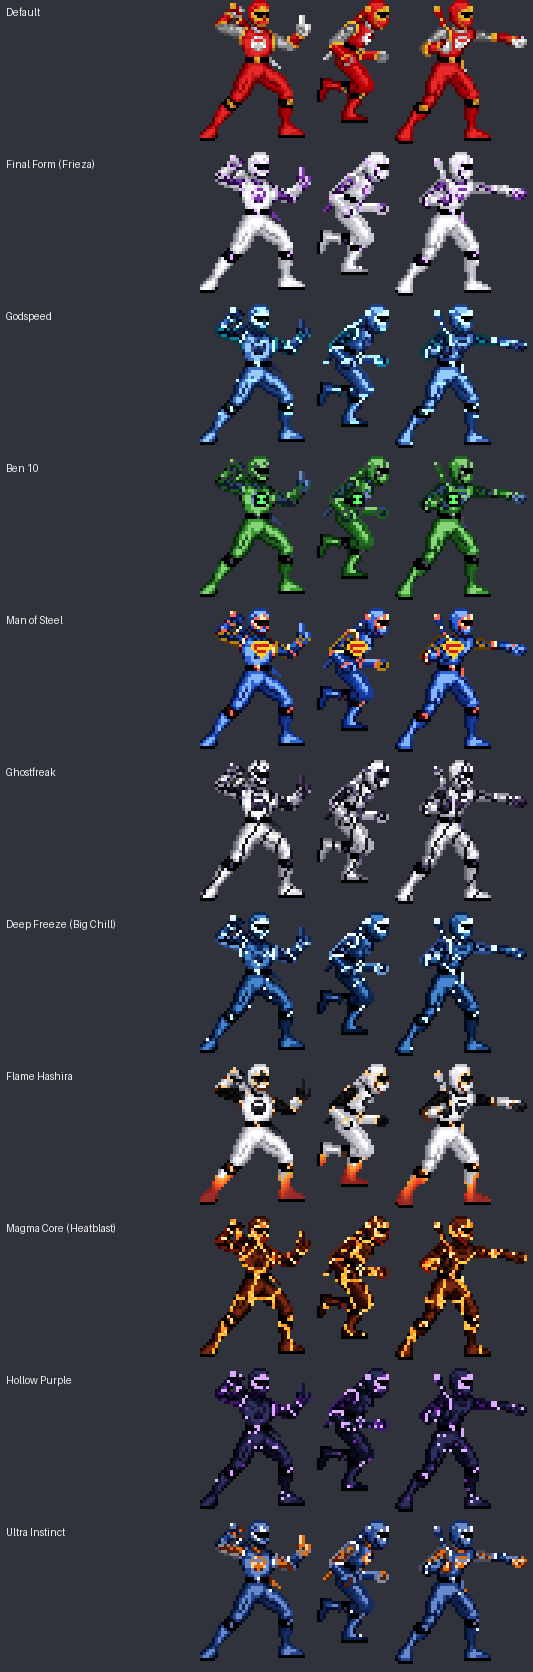 Default
Final Form (Frieza)
Godspeed
Ben 10
Man of Steel
Ghostfreak
Deep Freeze (Big Chill)
Flame Hashira
Magma Core (Heatblast)
Hollow Purple
Ultra Instinct